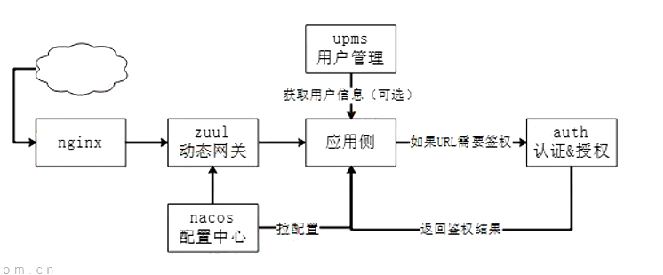 upms
用户管理
获取用户信息（可选）
nginx
zuul
动态网关
应用侧
如果URL需要签权
auth
认证&授权
nacos
配置中心
拉配置
返回鉴权结果
om.cn